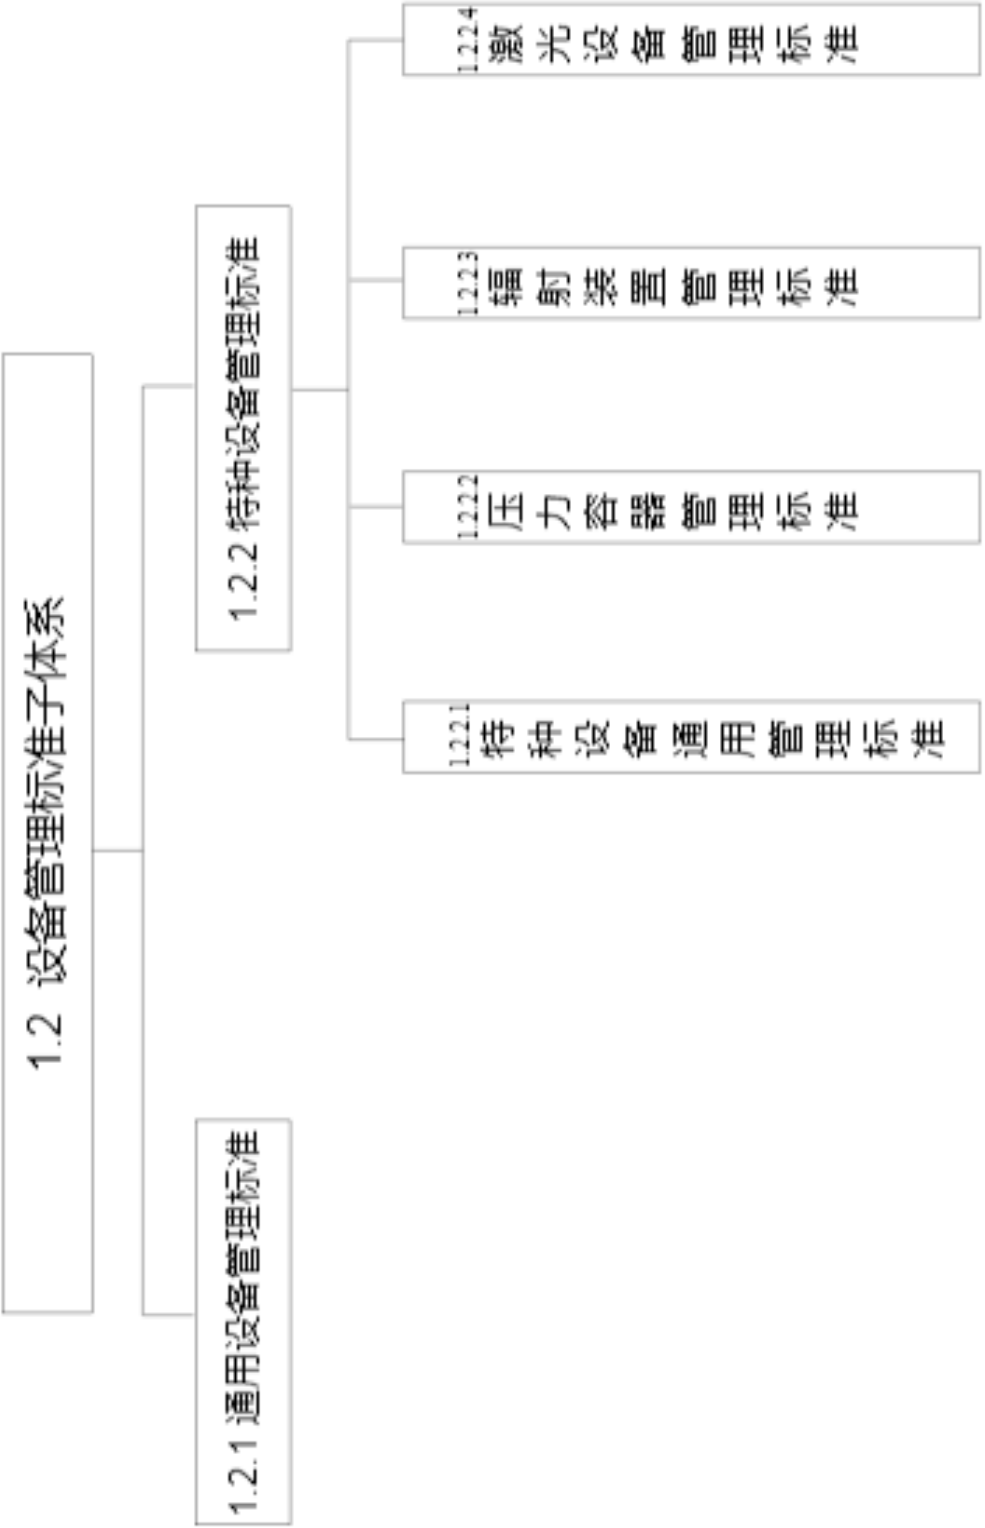 1.2 设备管理标准子体系
1.2.1 通用设备管理标准
1.2.2 特种设备管理标准
1.2.2.1 特种设备通用管理标准
1.2.2.2 压力容器管理标准
1.2.2.3 辐射装置管理标准
1.2.2.4 激光设备管理标准